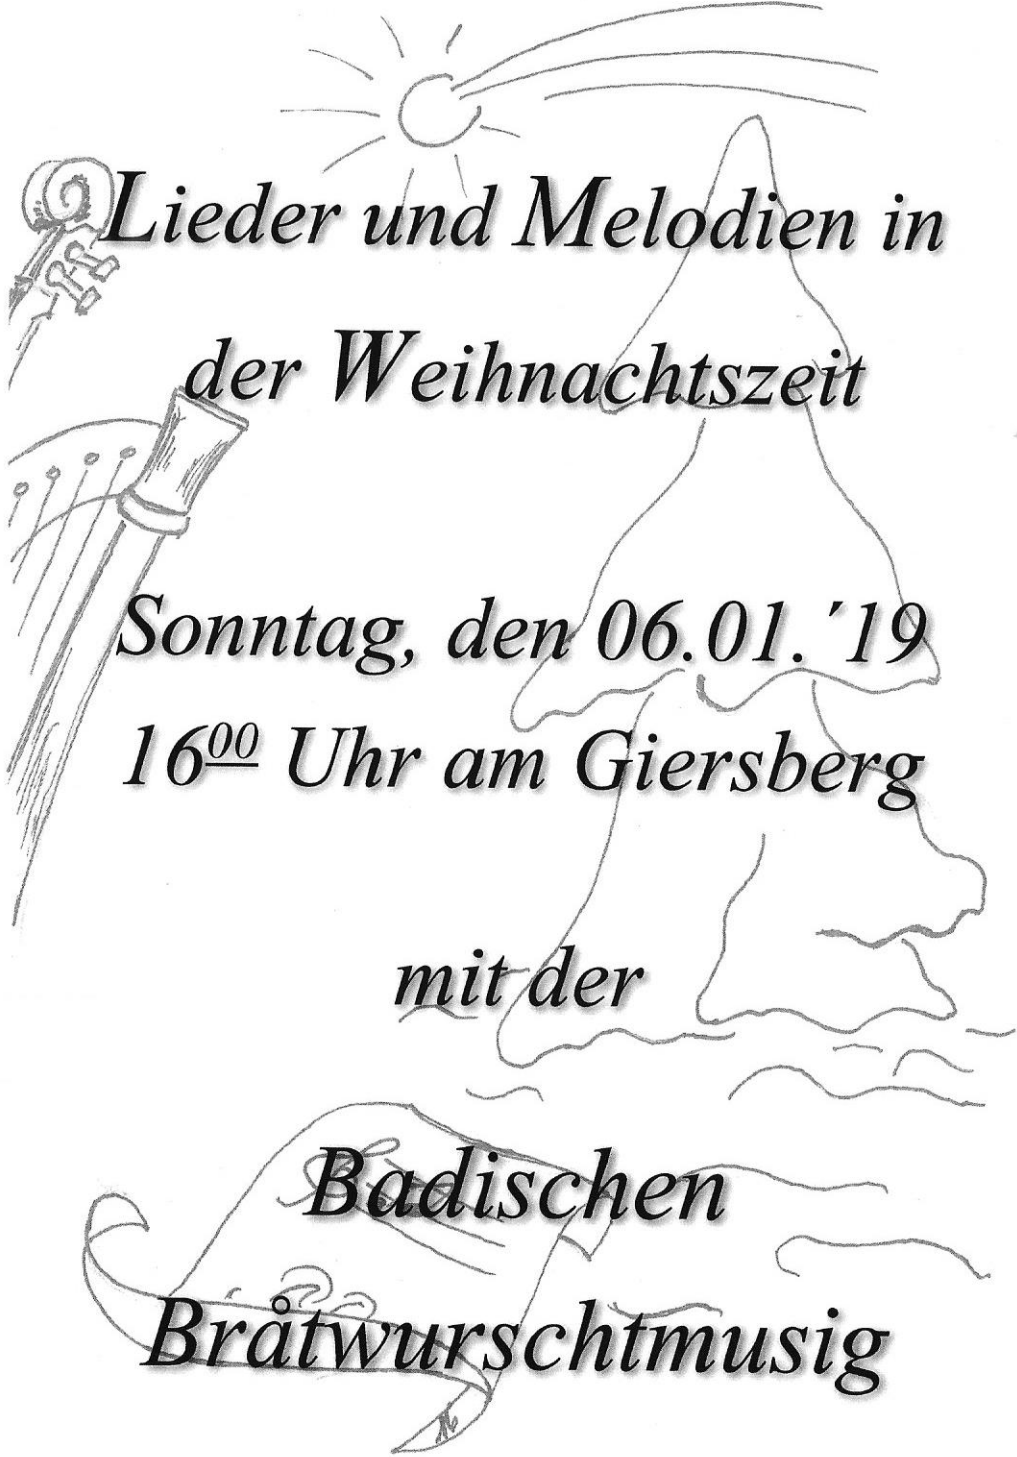 Lieder und Melodien in
der Weihnachtszeit
Sonntag, den 06.01.´19
16⁰⁰ Uhr am Giersberg
mit der
Badischen
Bråtwurschtmusig